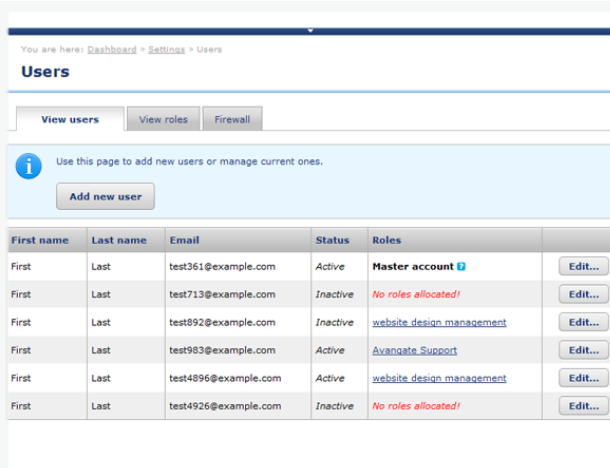 You are here: Dashboard > Settings > Users
Users
View users View roles Firewall
Use this page to add new users or manage current ones.
Add new user
First name Last name Email Status Roles
First Last test361@example.com Active Master account ? Edit...
First Last test713@example.com Inactive No roles allocated! Edit...
First Last test892@example.com Inactive website design management Edit...
First Last test983@example.com Active Avangate Support Edit...
First Last test4896@example.com Active website design management Edit...
First Last test4926@example.com Inactive No roles allocated! Edit...